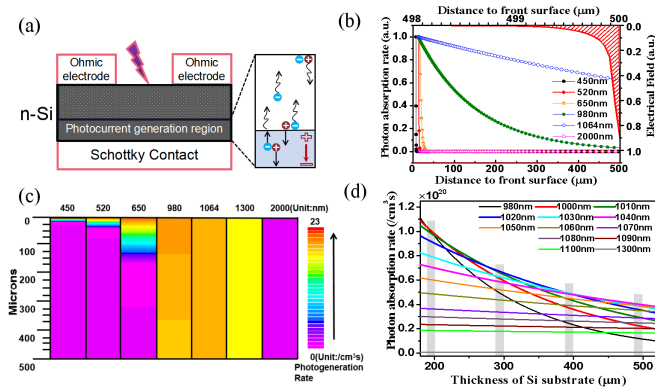 (a)
Ohmic
electrode
Ohmic
electrode
n-Si
Photocurrent generation region
Schottky Contact
(b)
Distance to front surface (μm)
498 499 500
Photon absorption rate (a.u.)
1.0
0.8
0.6
0.4
0.2
0.0
0 100 200 300 400 500
Distance to front surface(μm)
0.0
0.2
0.4
0.6
0.8
1.0
Electrical Field (a.u.)
450nm
520nm
650nm
980nm
1064nm
2000nm
(c)
450 520 650 980 1064 1300 2000(Unit:nm)
Microns
0
100
200
300
400
500
23
0(Unit:/cm³s)
Photogeneration
Rate
(d)
×10²⁰
Photon absorption rate(/cm³s)
1.2
1.0
0.8
0.6
0.4
0.2
0.0
200 300 400 500
Thickness of Si substrate (μm)
980nm 1000nm 1010nm
1020nm 1030nm 1040nm
1050nm 1060nm 1070nm
1080nm 1090nm
1100nm 1300nm